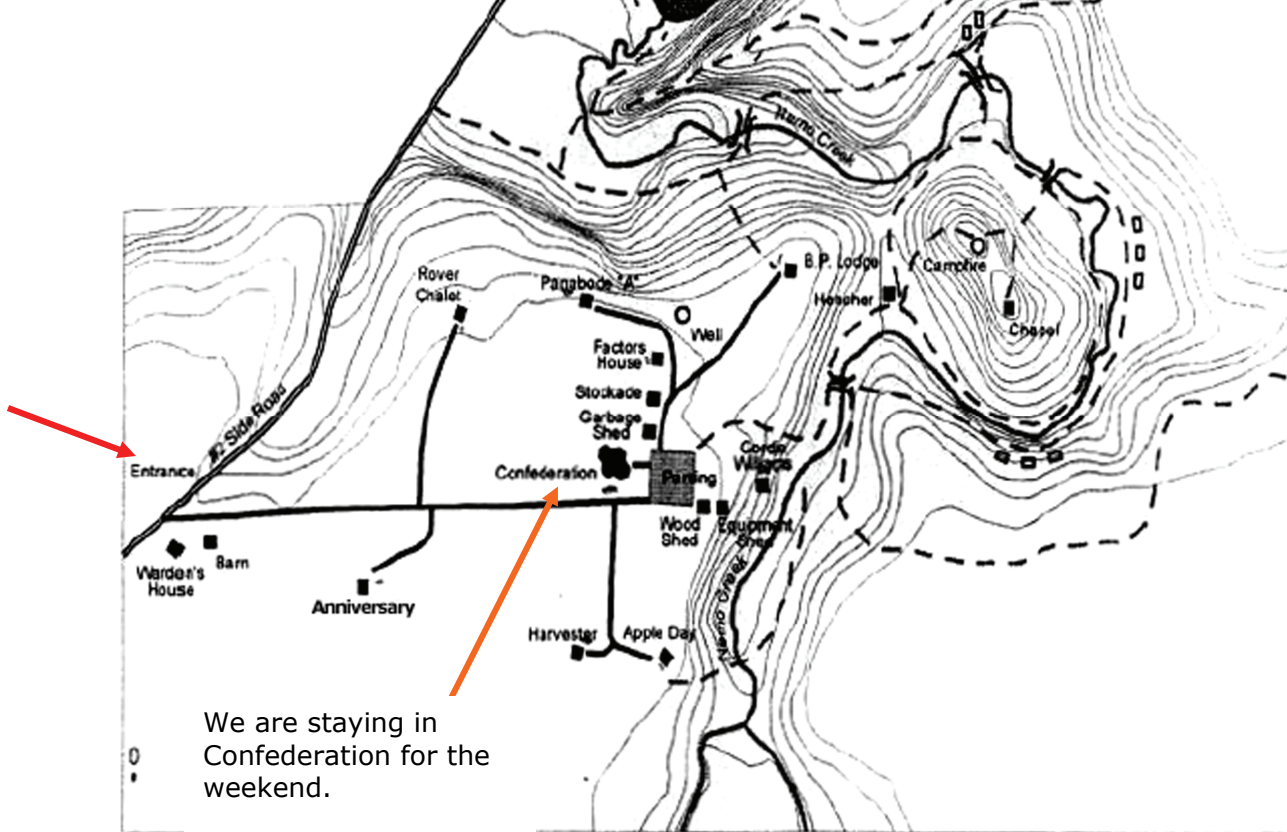 Nemo Creek
B.P. Lodge
Rover
Chalet
Panabode "A"
Campfire
Hescher
Chapel
Well
Factors
House
Stockade
Garbage
Shed
Side Road
Entrance
Confederation
Parking
Wood
Shed
Equipment
Shed
Barn
Warden's
House
Anniversary
Harvester
Apple Day
Nemo Creek
We are staying in
Confederation for the
weekend.
0